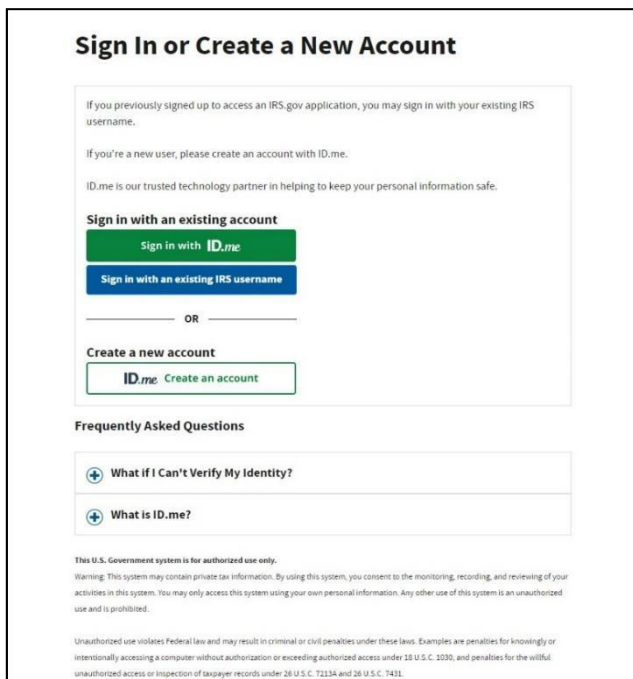 Sign In or Create a New Account
If you previously signed up to access an IRS.gov application, you may sign in with your existing IRS
username.
If you're a new user, please create an account with ID.me.
ID.me is our trusted technology partner in helping to keep your personal information safe.
Sign in with an existing account
Sign in with ID.me
Sign in with an existing IRS username
OR
Create a new account
ID.me Create an account
Frequently Asked Questions
What if I Can't Verify My Identity?
What is ID.me?
This U.S. Government system is for authorized use only.
Warning: This system may contain private tax information. By using this system, you consent to the monitoring, recording, and reviewing of your
activities in this system. You may only access this system using your own personal information. Any other use of this system is an unauthorized
use and is prohibited.
Unauthorized use violates Federal law and may result in criminal or civil penalties under these laws. Examples are penalties for knowingly or
intentionally accessing a computer without authorization or exceeding authorized access under 18 U.S.C. 1030, and penalties for the willful
unauthorized access or inspection of taxpayer records under 26 U.S.C. 7213A and 26 U.S.C. 7431.